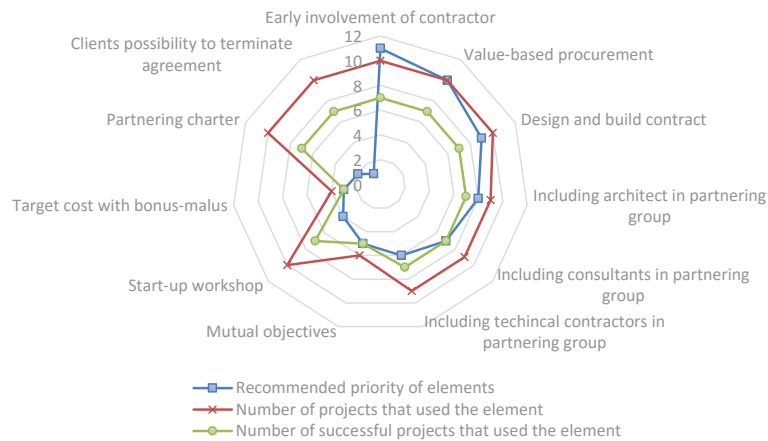 Early involvement of contractor
Clients possibility to terminate
agreement
Value-based procurement
Partnering charter
Design and build contract
Target cost with bonus-malus
Including architect in partnering
group
Start-up workshop
Including consultants in partnering
group
Mutual objectives
Including techincal contractors in
partnering group
12
10
8
6
4
2
0
Recommended priority of elements
Number of projects that used the element
Number of successful projects that used the element